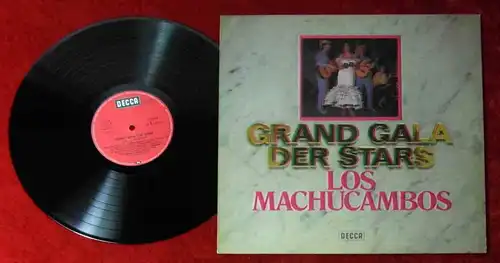 DECCA
GRAND GALA
DER STARS
LOS
MACHUCAMBOS
DECCA